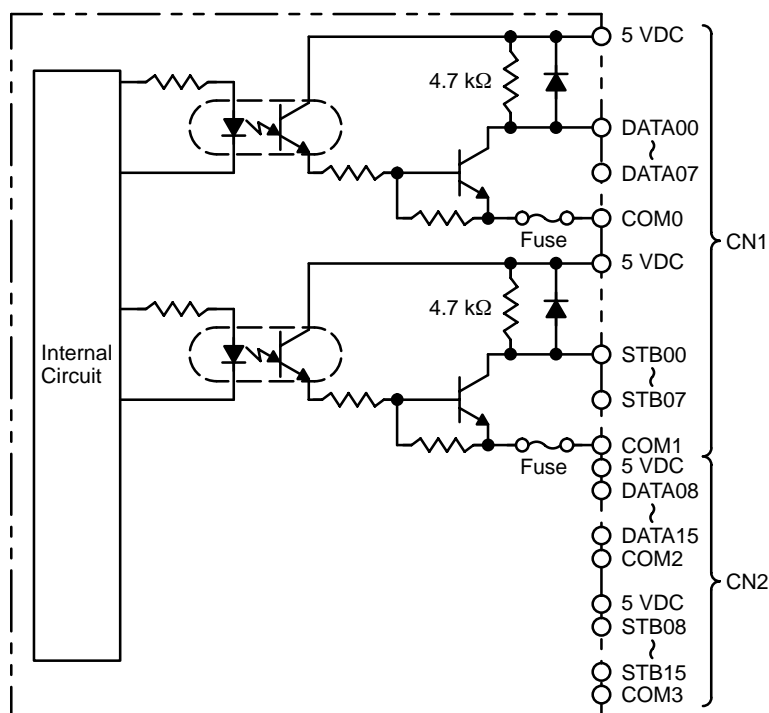 5 VDC
4.7 kΩ
DATA00
~
DATA07
COM0
Fuse
CN1
5 VDC
4.7 kΩ
Internal
Circuit
STB00
~
STB07
COM1
Fuse
5 VDC
DATA08
~
DATA15
COM2
CN2
5 VDC
STB08
~
STB15
COM3